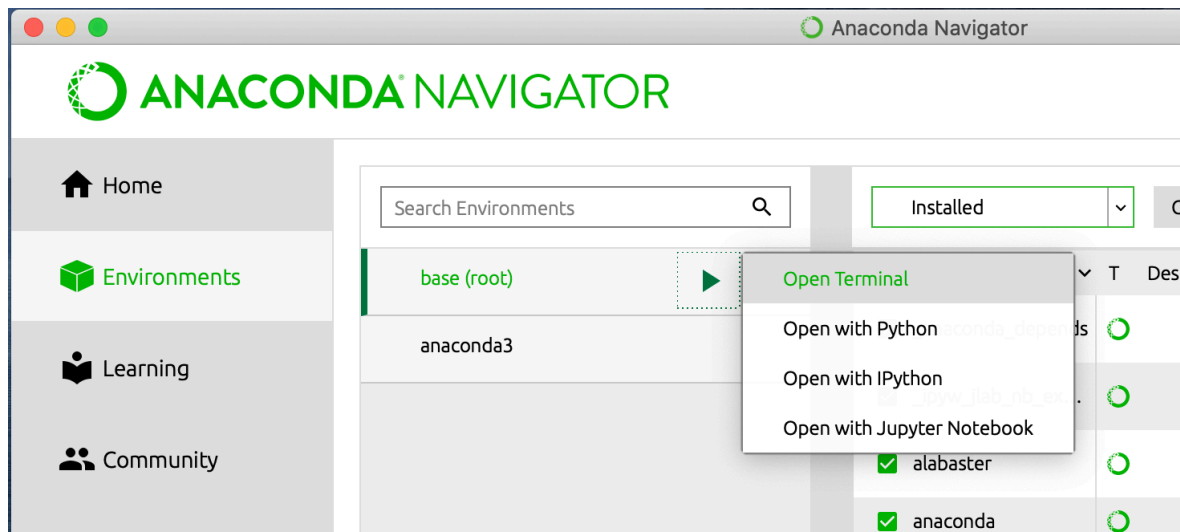 Anaconda Navigator
ANACONDA NAVIGATOR
Home
Environments
Learning
Community
Search Environments
base (root)
anaconda3
Open Terminal
Open with Python
Open with IPython
Open with Jupyter Notebook
Installed
T
_ipyw_jlab_nb_ex...
alabaster
anaconda